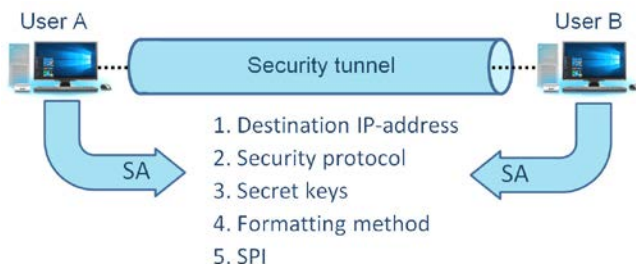 User A
User B
Security tunnel
1. Destination IP-address
2. Security protocol
3. Secret keys
4. Formatting method
5. SPI
SA
SA